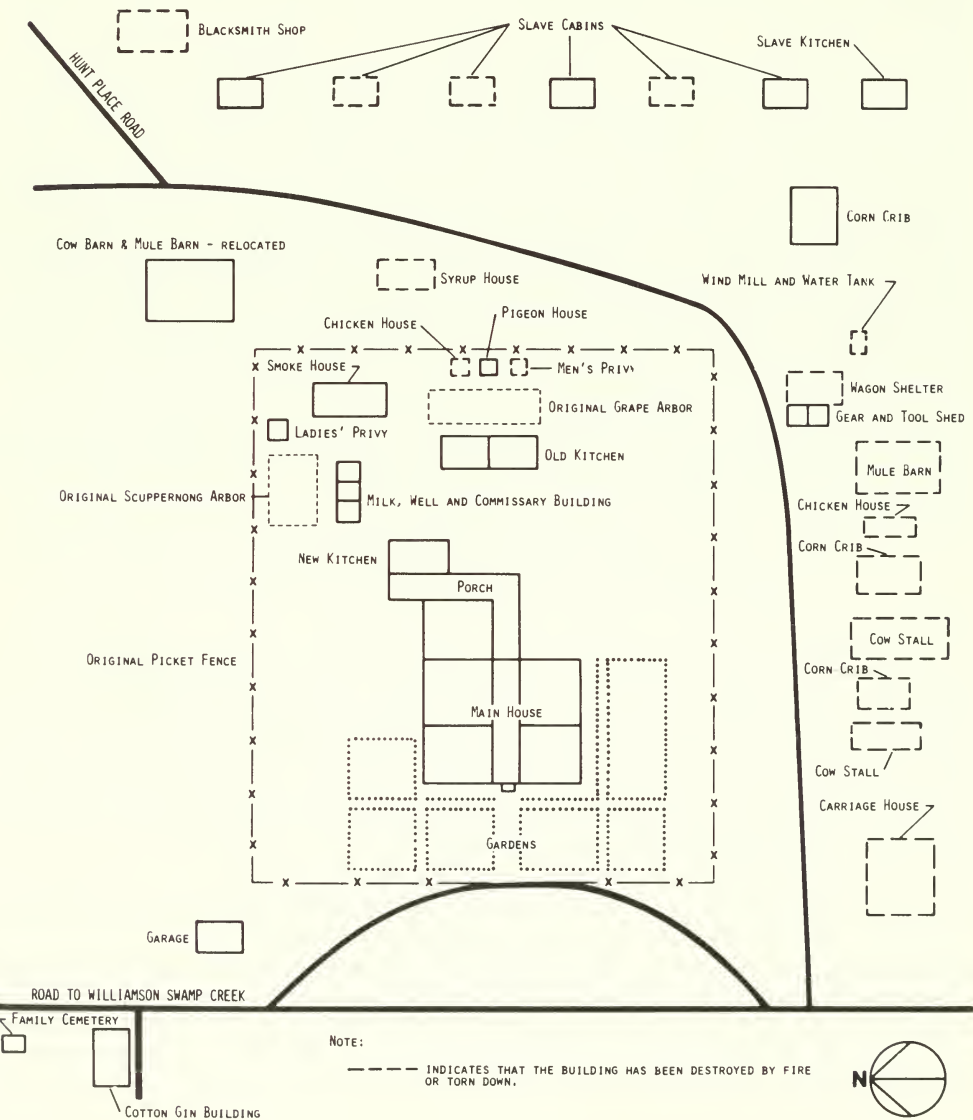 BLACKSMITH SHOP
SLAVE CABINS
SLAVE KITCHEN
HUNT PLACE ROAD
CORN CRIB
COW BARN & MULE BARN - RELOCATED
SYRUP HOUSE
WIND MILL AND WATER TANK
CHICKEN HOUSE
PIGEON HOUSE
SMOKE HOUSE
MEN'S PRIVY
WAGON SHELTER
ORIGINAL GRAPE ARBOR
GEAR AND TOOL SHED
LADIES' PRIVY
OLD KITCHEN
MULE BARN
ORIGINAL SCUPPERNONG ARBOR
MILK, WELL AND COMMISSARY BUILDING
CHICKEN HOUSE
CORN CRIB
NEW KITCHEN
PORCH
COW STALL
ORIGINAL PICKET FENCE
CORN CRIB
MAIN HOUSE
COW STALL
CARRIAGE HOUSE
GARDENS
GARAGE
ROAD TO WILLIAMSON SWAMP CREEK
FAMILY CEMETERY
NOTE:
INDICATES THAT THE BUILDING HAS BEEN DESTROYED BY FIRE
OR TORN DOWN.
N
COTTON GIN BUILDING